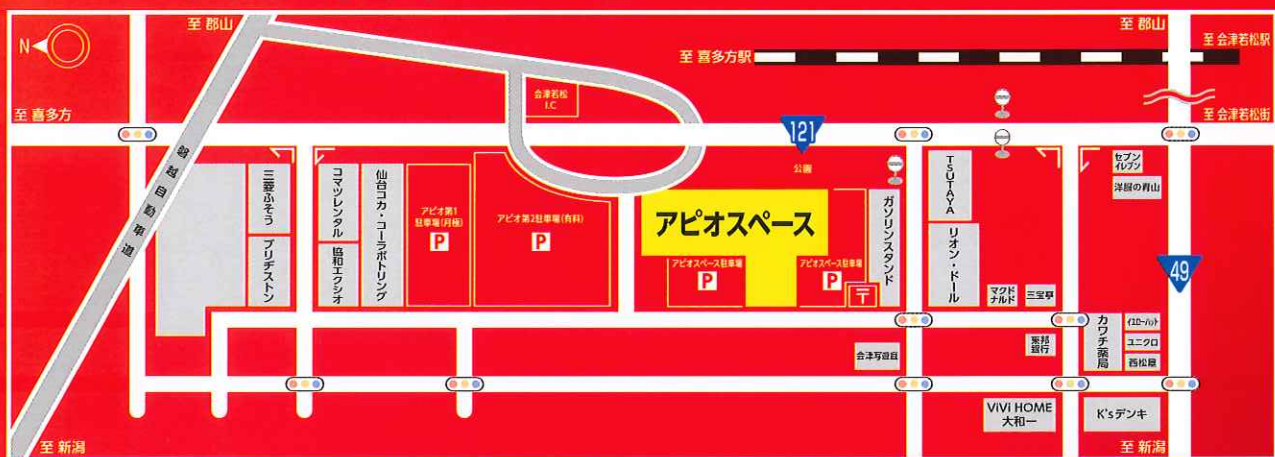 至 郡山
至 郡山
N
至 会津若松駅
至 喜多方駅
会津若松
I.C
至 喜多方
至 会津若松街
121
磐越自動車道
公園
三菱ふそう
コマツレンタル
仙台コカ・コーラボトリング
アピオ第1
駐車場(月極)
P
アピオ第2駐車場(有料)
P
アピオスペース
ガソリンスタンド
TSUTAYA
セブン
イレブン
洋服の青山
ブリヂストン
協和エクシオ
アピオスペース駐車場
P
アピオスペース駐車場
P
〒
リオン・ドール
49
マクド
ナルド
三宝亭
会津写真館
東邦
銀行
カワチ薬局
イエローハット
ユニクロ
西松屋
ViVi HOME
大和一
K'sデンキ
至 新潟
至 新潟